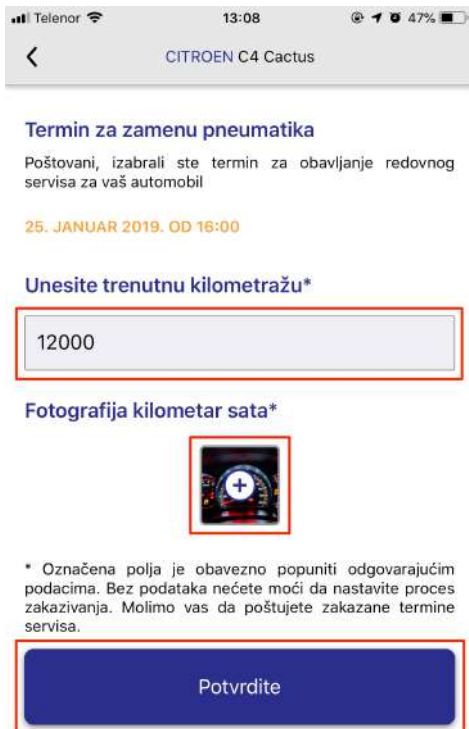 Telenor 13:08 47%
CITROEN C4 Cactus
Termin za zamenu pneumatika
Poštovani, izabrali ste termin za obavljanje redovnog
servisa za vaš automobil
25. JANUAR 2019. OD 16:00
Unesite trenutnu kilometražu*
12000
Fotografija kilometar sata*
* Označena polja je obavezno popuniti odgovarajućim
podacima. Bez podataka nećete moći da nastavite proces
zakazivanja. Molimo vas da poštujete zakazane termine
servisa.
Potvrdite